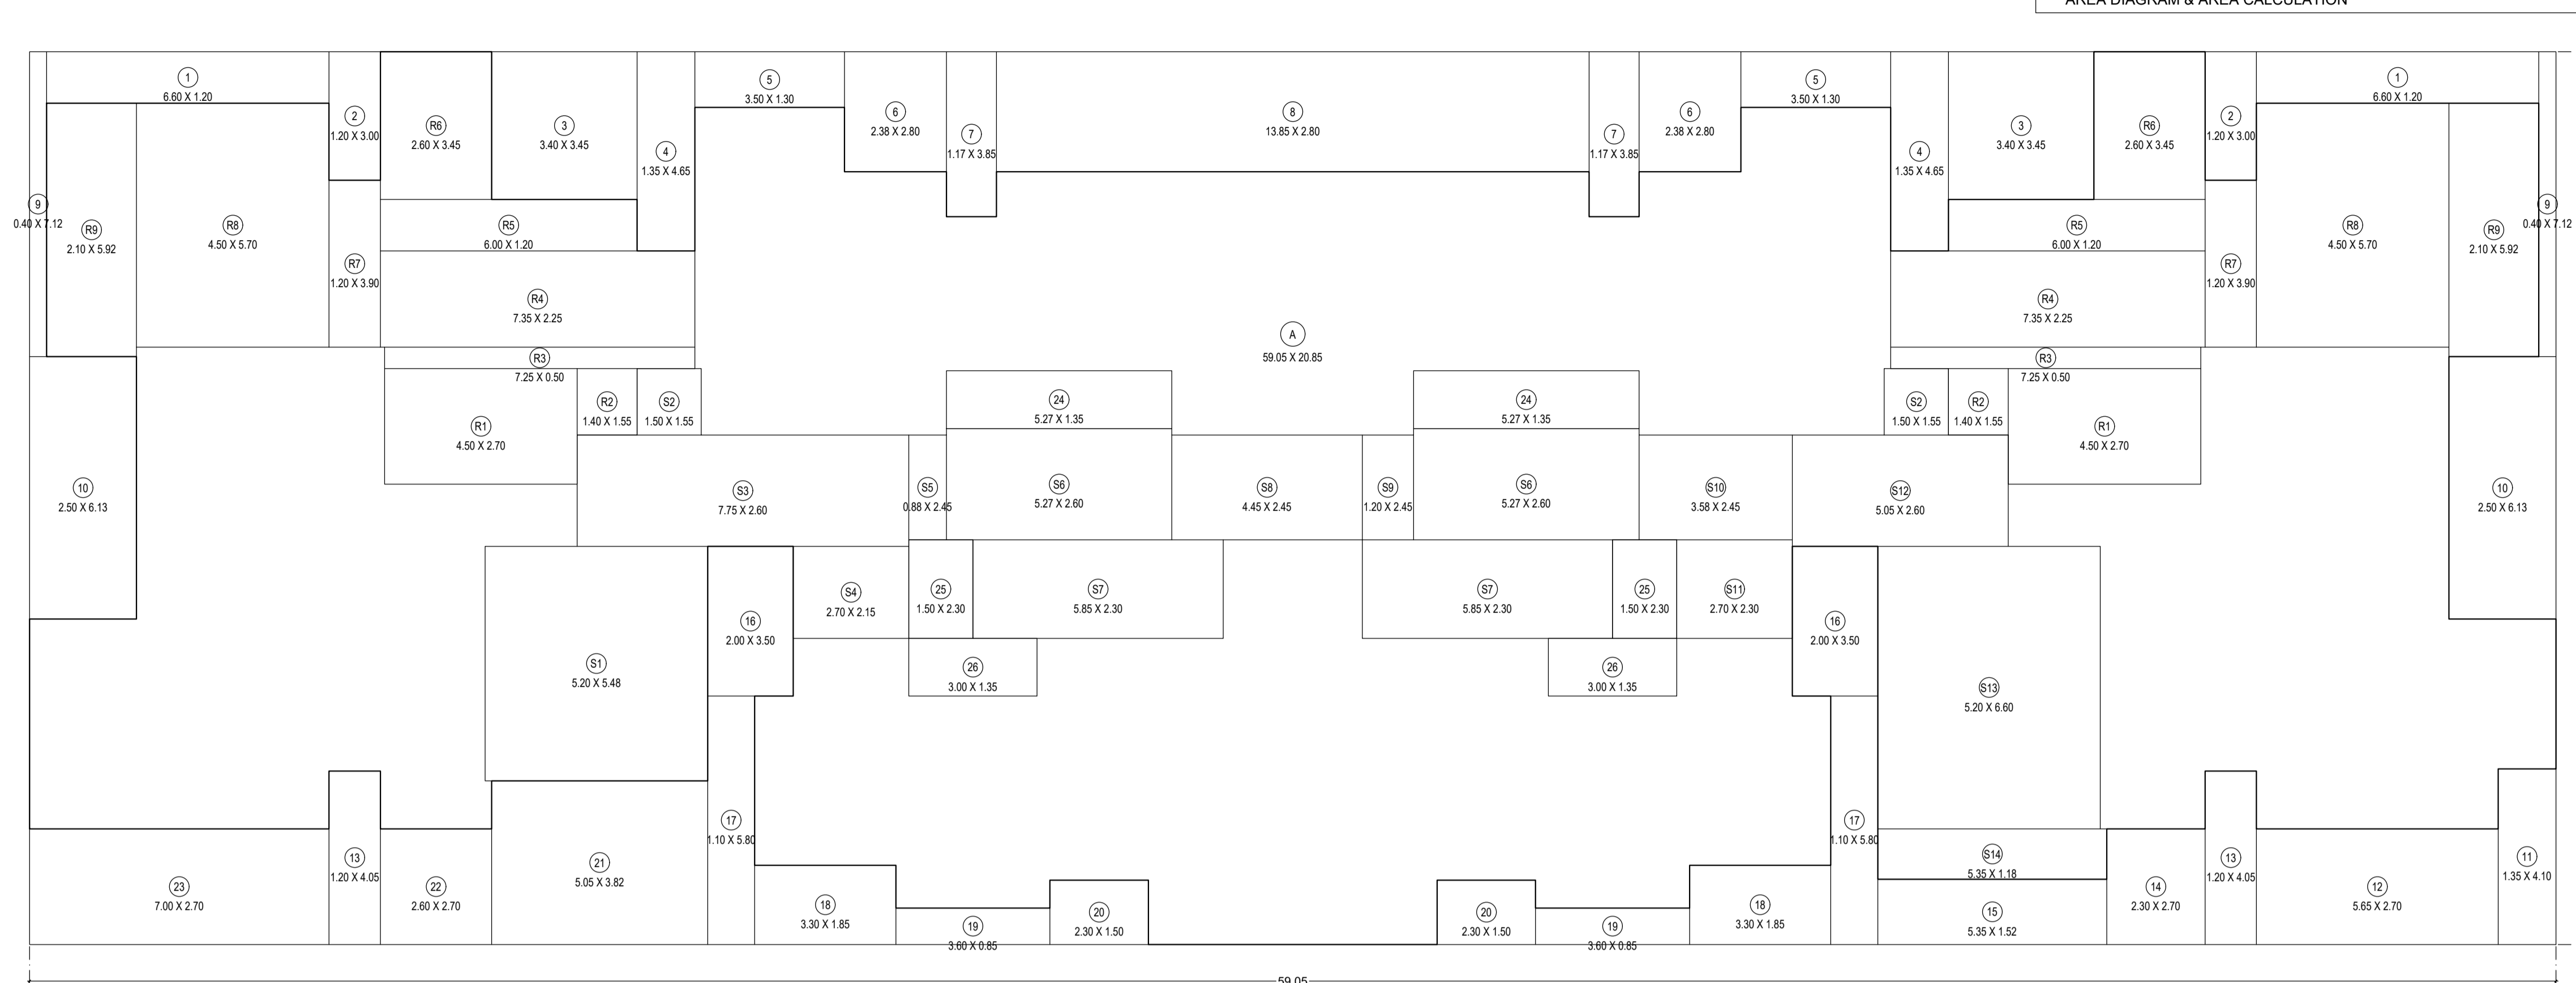 AREA DIAGRAM & AREA CALCULATION
1
6.60 X 1.20
2
1.20 X 3.00
R6
2.60 X 3.45
3
3.40 X 3.45
4
1.35 X 4.65
5
3.50 X 1.30
6
2.38 X 2.80
7
1.17 X 3.85
8
13.85 X 2.80
7
1.17 X 3.85
6
2.38 X 2.80
5
3.50 X 1.30
4
1.35 X 4.65
3
3.40 X 3.45
R6
2.60 X 3.45
2
1.20 X 3.00
1
6.60 X 1.20
9
0.40 X 7.12
R9
2.10 X 5.92
R8
4.50 X 5.70
R7
1.20 X 3.90
R5
6.00 X 1.20
R4
7.35 X 2.25
R3
7.25 X 0.50
A
59.05 X 20.85
R5
6.00 X 1.20
R4
7.35 X 2.25
R3
7.25 X 0.50
R7
1.20 X 3.90
R8
4.50 X 5.70
R9
2.10 X 5.92
9
0.40 X 7.12
10
2.50 X 6.13
R1
4.50 X 2.70
R2
1.40 X 1.55
S2
1.50 X 1.55
24
5.27 X 1.35
24
5.27 X 1.35
S2
1.50 X 1.55
R2
1.40 X 1.55
R1
4.50 X 2.70
10
2.50 X 6.13
S3
7.75 X 2.60
S5
0.88 X 2.45
S6
5.27 X 2.60
S8
4.45 X 2.45
S9
1.20 X 2.45
S6
5.27 X 2.60
S10
3.58 X 2.45
S12
5.05 X 2.60
S1
5.20 X 5.48
16
2.00 X 3.50
S4
2.70 X 2.15
25
1.50 X 2.30
S7
5.85 X 2.30
S7
5.85 X 2.30
25
1.50 X 2.30
S11
2.70 X 2.30
16
2.00 X 3.50
S13
5.20 X 6.60
26
3.00 X 1.35
26
3.00 X 1.35
23
7.00 X 2.70
13
1.20 X 4.05
22
2.60 X 2.70
21
5.05 X 3.82
17
1.10 X 5.80
18
3.30 X 1.85
19
3.60 X 0.85
20
2.30 X 1.50
20
2.30 X 1.50
19
3.60 X 0.85
18
3.30 X 1.85
17
1.10 X 5.80
S14
5.35 X 1.18
15
5.35 X 1.52
14
2.30 X 2.70
13
1.20 X 4.05
12
5.65 X 2.70
11
1.35 X 4.10
59.05